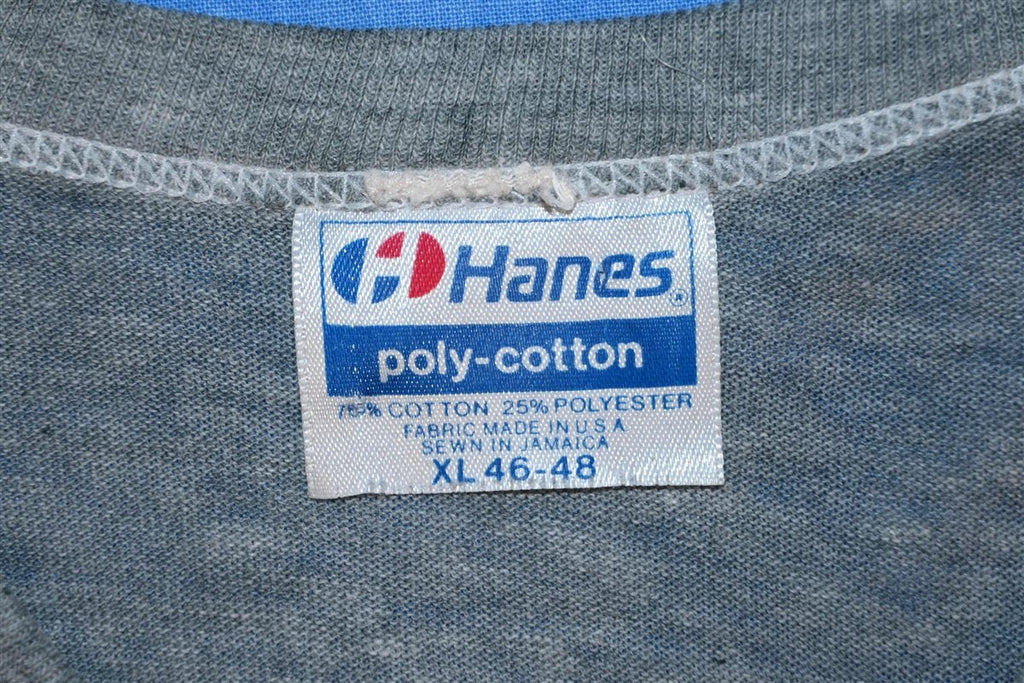 Hanes®
poly-cotton
75% COTTON 25% POLYESTER
FABRIC MADE IN U S A
SEWN IN JAMAICA
XL 46-48